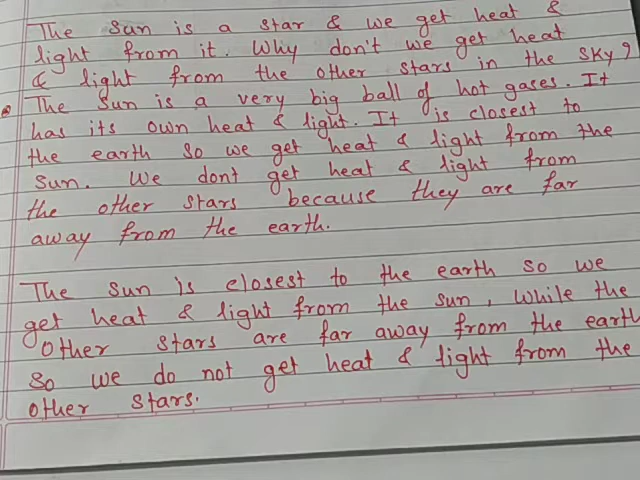 The Sun is a star & we get heat &
light from it. Why don't we get heat
& light from the other stars in the sky?
The Sun is a very big ball of hot gases. It
has its own heat & light. It is closest to
the earth so we get heat & light from the
Sun. We dont get heat & light from
the other stars because they are far
away from the earth.
The Sun is closest to the earth so we
get heat & light from the sun, while the
other stars are far away from the earth
So we do not get heat & light from the
other stars.